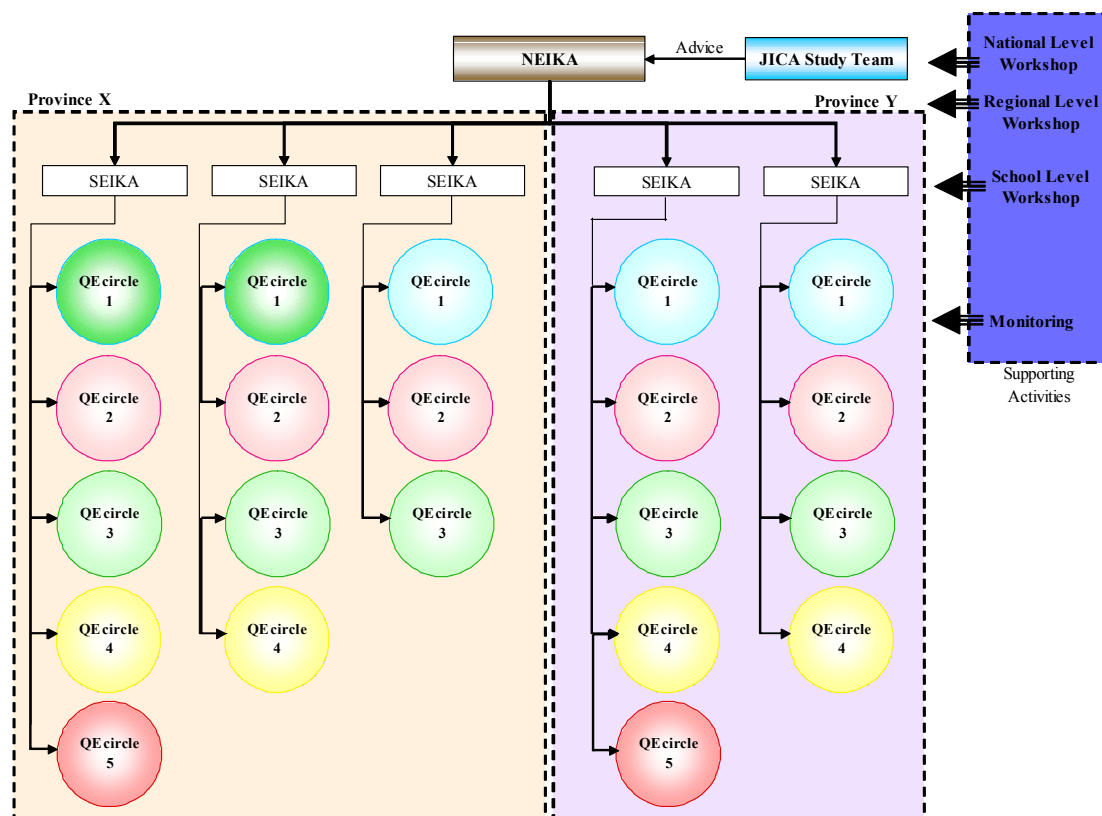 NEIKA
Advice
JICA Study Team
National Level
Workshop
Province X
Province Y
Regional Level
Workshop
SEIKA
SEIKA
SEIKA
SEIKA
SEIKA
School Level
Workshop
QE circle
1
QE circle
1
QE circle
1
QE circle
1
QE circle
1
Monitoring
Supporting
Activities
QE circle
2
QE circle
2
QE circle
2
QE circle
2
QE circle
2
QE circle
3
QE circle
3
QE circle
3
QE circle
3
QE circle
3
QE circle
4
QE circle
4
QE circle
4
QE circle
4
QE circle
5
QE circle
5